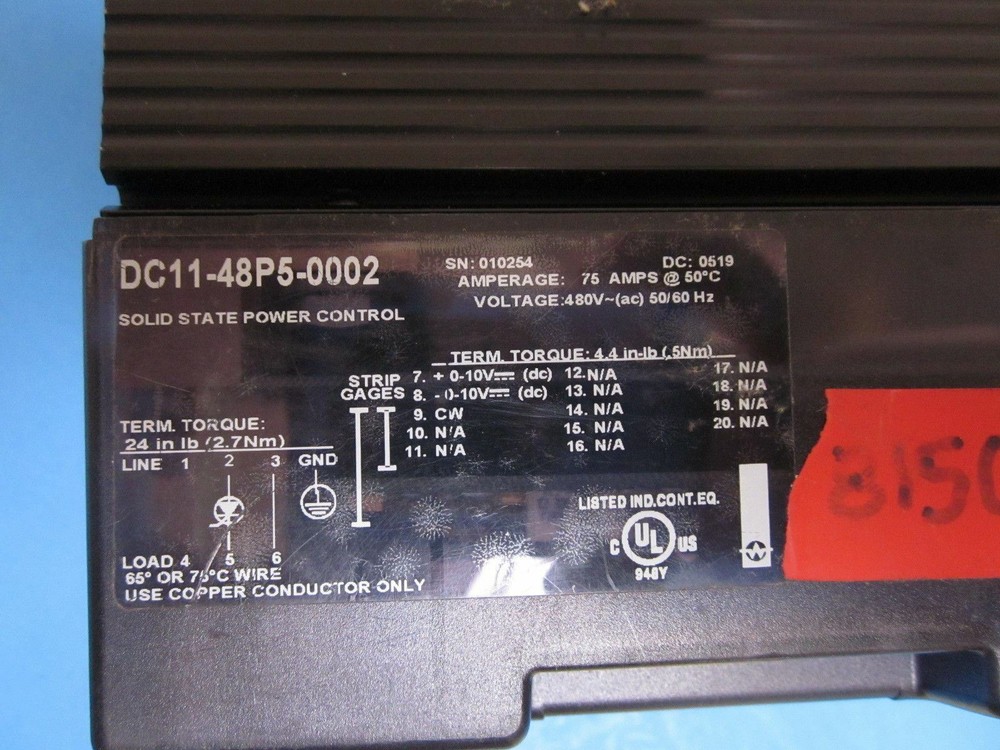 DC11-48P5-0002
SN: 010254 DC: 0519
AMPERAGE: 75 AMPS @ 50°C
VOLTAGE:480V~(ac) 50/60 Hz
SOLID STATE POWER CONTROL
TERM. TORQUE: 4.4 in-lb (.5Nm)
STRIP GAGES
7. + 0-10V⎓ (dc) 12.N/A 17. N/A
8. - 0-10V⎓ (dc) 13. N/A 18. N/A
9. CW 14. N/A 19. N/A
10. N/A 15. N/A 20. N/A
11. N/A 16. N/A
TERM. TORQUE:
24 in lb (2.7Nm)
LINE 1 2 3 GND
LOAD 4 5 6
65° OR 75°C WIRE
USE COPPER CONDUCTOR ONLY
LISTED IND.CONT.EQ.
C UL US
948Y
8150